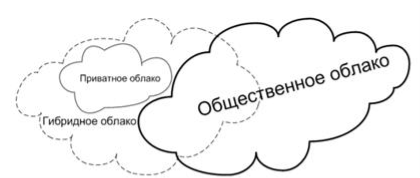 Приватное облако
Общественное облако
Гибридное облако